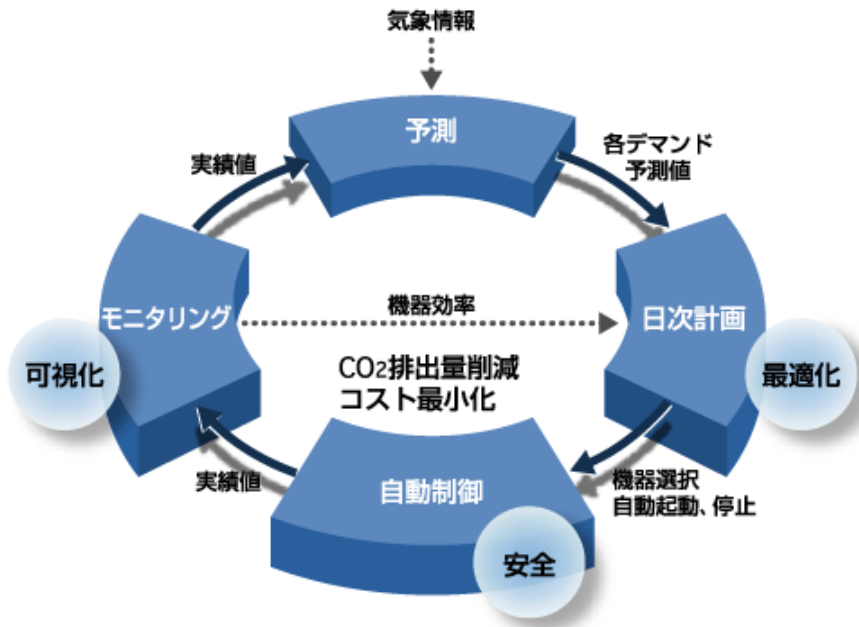 気象情報
予測
実績値
各デマンド
予測値
モニタリング
機器効率
日次計画
可視化
CO₂排出量削減
コスト最小化
最適化
実績値
自動制御
機器選択
自動起動、停止
安全